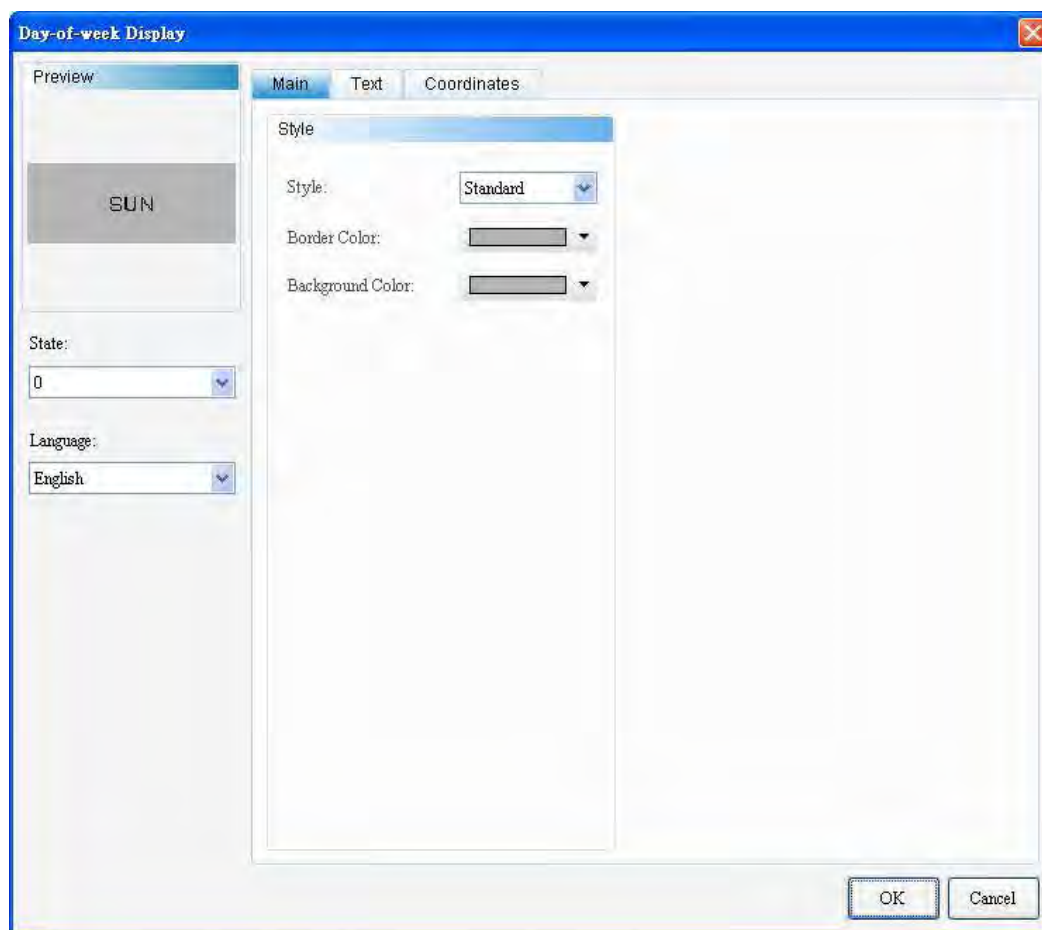 Day-of-week Display
Preview
SUN
State:
0
Language:
English
Main Text Coordinates
Style
Style: Standard
Border Color:
Background Color:
OK Cancel